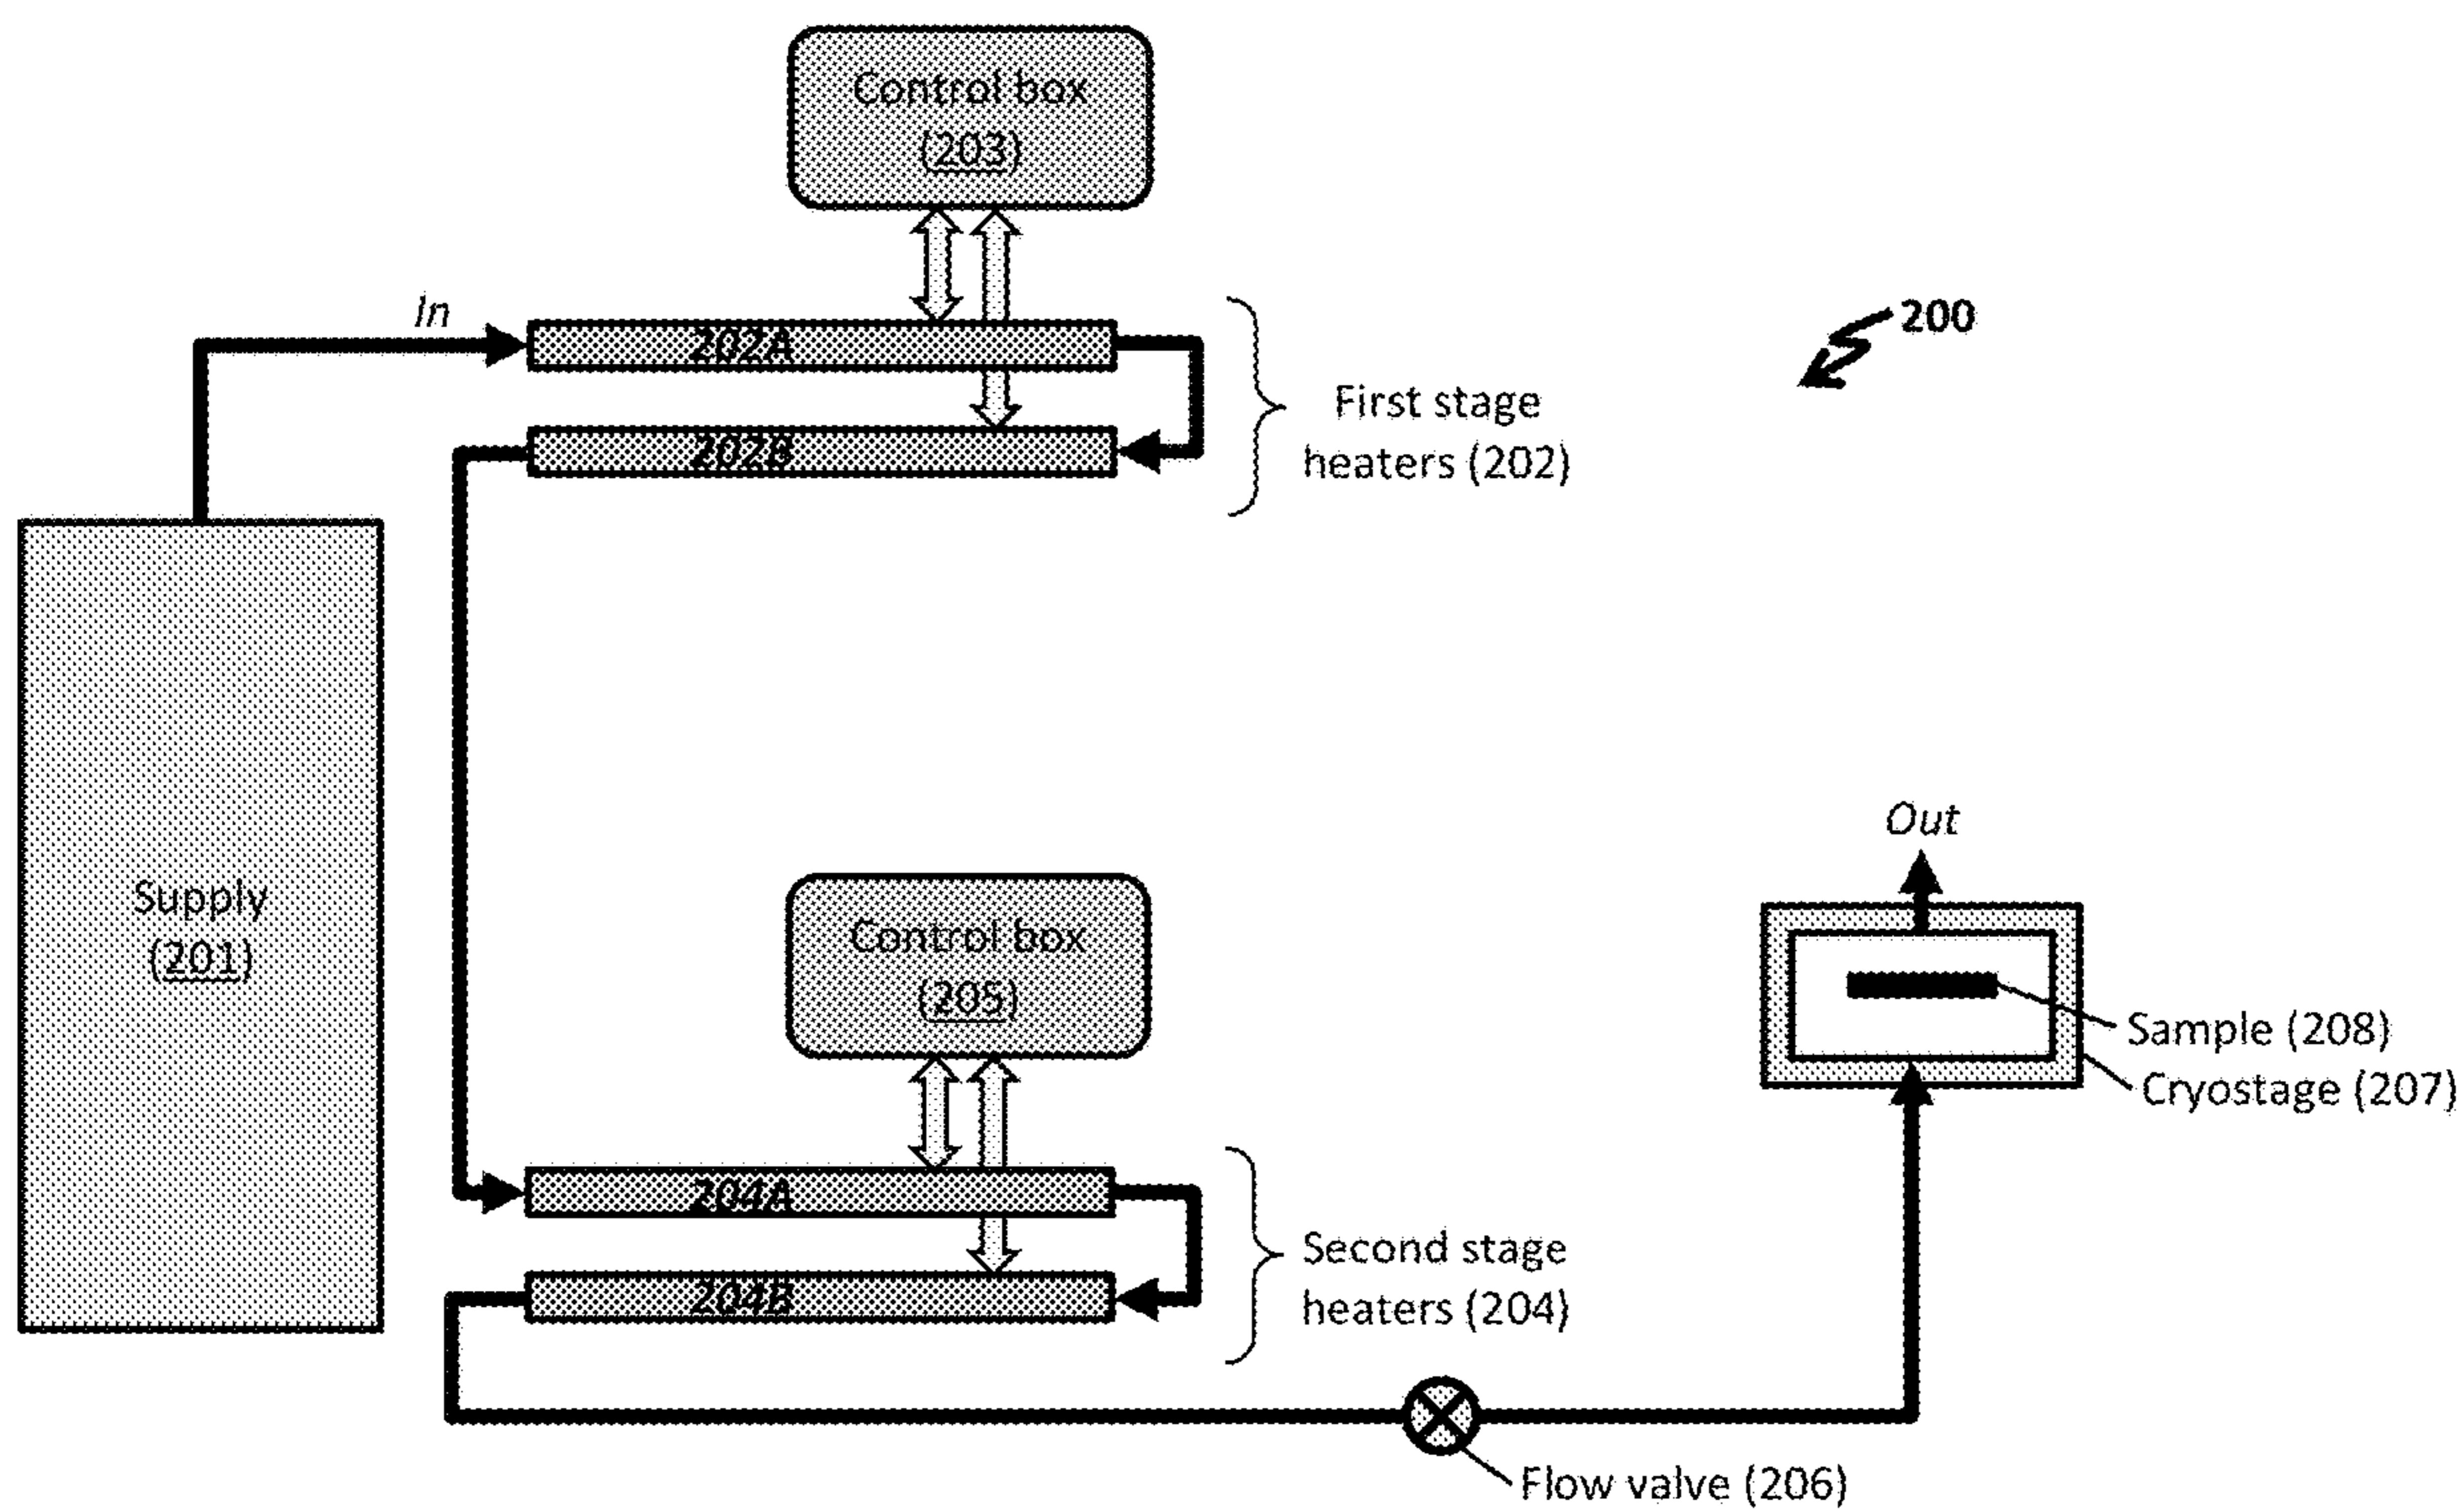 Control box
(203)
In
200
202A
First stage
heaters (202)
202B
Out
Supply
(201)
Control box
(205)
Sample (208)
Cryostage (207)
204A
Second stage
heaters (204)
204B
Flow valve (206)